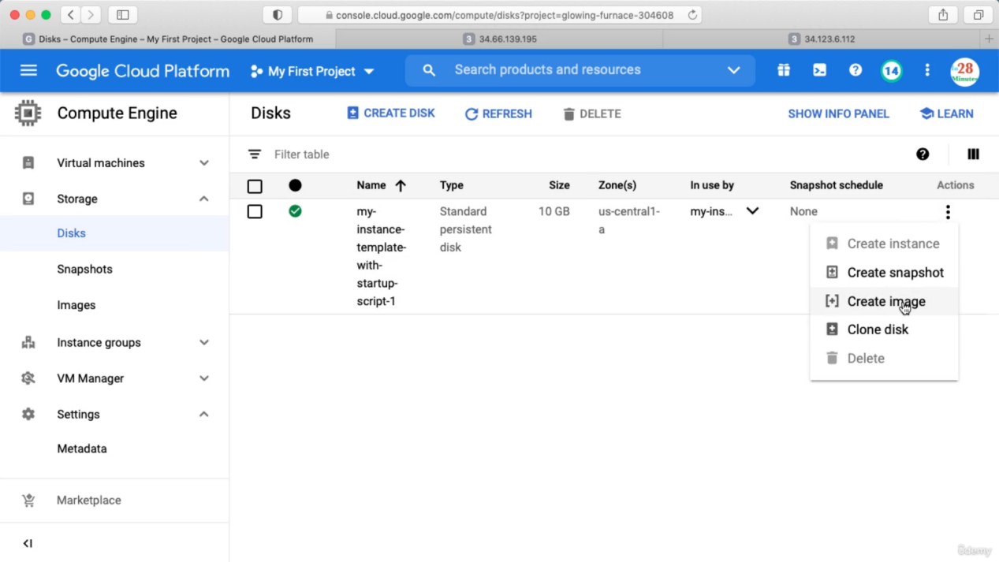 console.cloud.google.com/compute/disks?project=glowing-furnace-304608
G Disks – Compute Engine – My First Project – Google Cloud Platform
3 34.66.139.195
3 34.123.6.112
Google Cloud Platform
My First Project
Search products and resources
14
in28
Minutes
Compute Engine
Disks
CREATE DISK
REFRESH
DELETE
SHOW INFO PANEL
LEARN
Virtual machines
Storage
Disks
Snapshots
Images
Instance groups
VM Manager
Settings
Metadata
Marketplace
Filter table
Name
Type
Size
Zone(s)
In use by
Snapshot schedule
Actions
my-
instance-
template-
with-
startup-
script-1
Standard
persistent
disk
10 GB
us-central1-
a
my-ins...
None
Create instance
Create snapshot
Create image
Clone disk
Delete
ûdemy